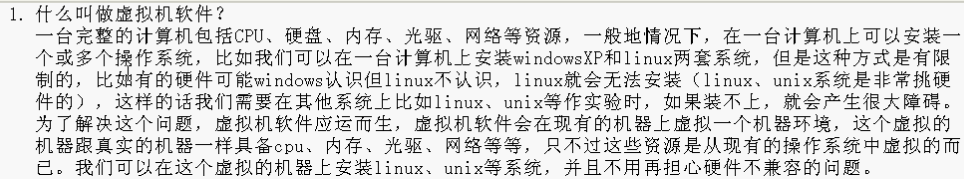 1. 什么叫做虚拟机软件？
一台完整的计算机包括CPU、硬盘、内存、光驱、网络等资源，一般地情况下，在一台计算机上可以安装一
个或多个操作系统，比如我们可以在一台计算机上安装windowsXP和linux两套系统，但是这种方式是有限
制的，比如有的硬件可能windows认识但linux不认识，linux就会无法安装（linux、unix系统是非常挑硬
件的），这样的话我们需要在其他系统上比如linux、unix等作实验时，如果装不上，就会产生很大障碍。
为了解决这个问题，虚拟机软件应运而生，虚拟机软件会在现有的机器上虚拟一个机器环境，这个虚拟的
机器跟真实的机器一样具备cpu、内存、光驱、网络等等，只不过这些资源是从现有的操作系统中虚拟的而
已。我们可以在这个虚拟的机器上安装linux、unix等系统，并且不用再担心硬件不兼容的问题。